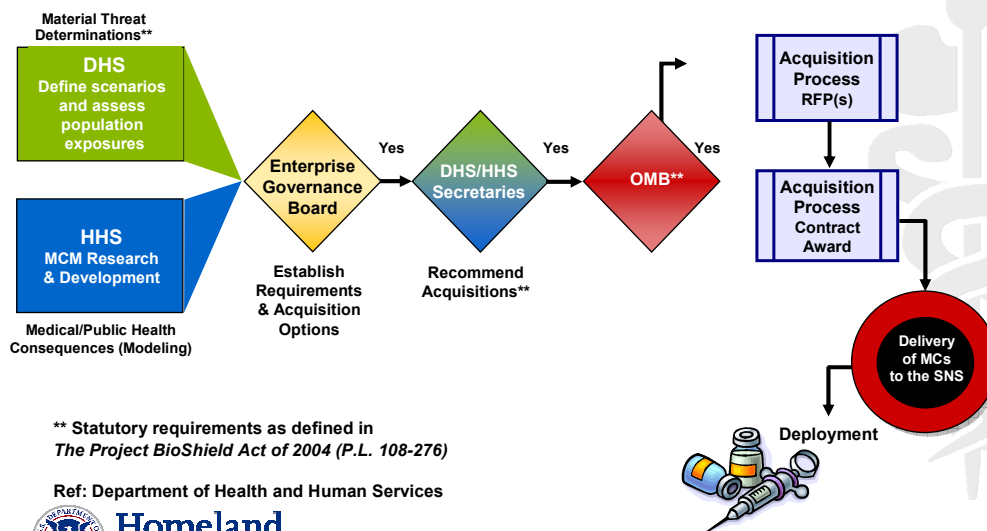 Material Threat
Determinations**
DHS
Define scenarios
and assess
population
exposures
HHS
MCM Research
& Development
Medical/Public Health
Consequences (Modeling)
Enterprise
Governance
Board
Establish
Requirements
& Acquisition
Options
Yes
DHS/HHS
Secretaries
Recommend
Acquisitions**
Yes
OMB**
Yes
Acquisition
Process
RFP(s)
Acquisition
Process
Contract
Award
Delivery
of MCs
to the SNS
Deployment
** Statutory requirements as defined in
The Project BioShield Act of 2004 (P.L. 108-276)
Ref: Department of Health and Human Services
Homeland